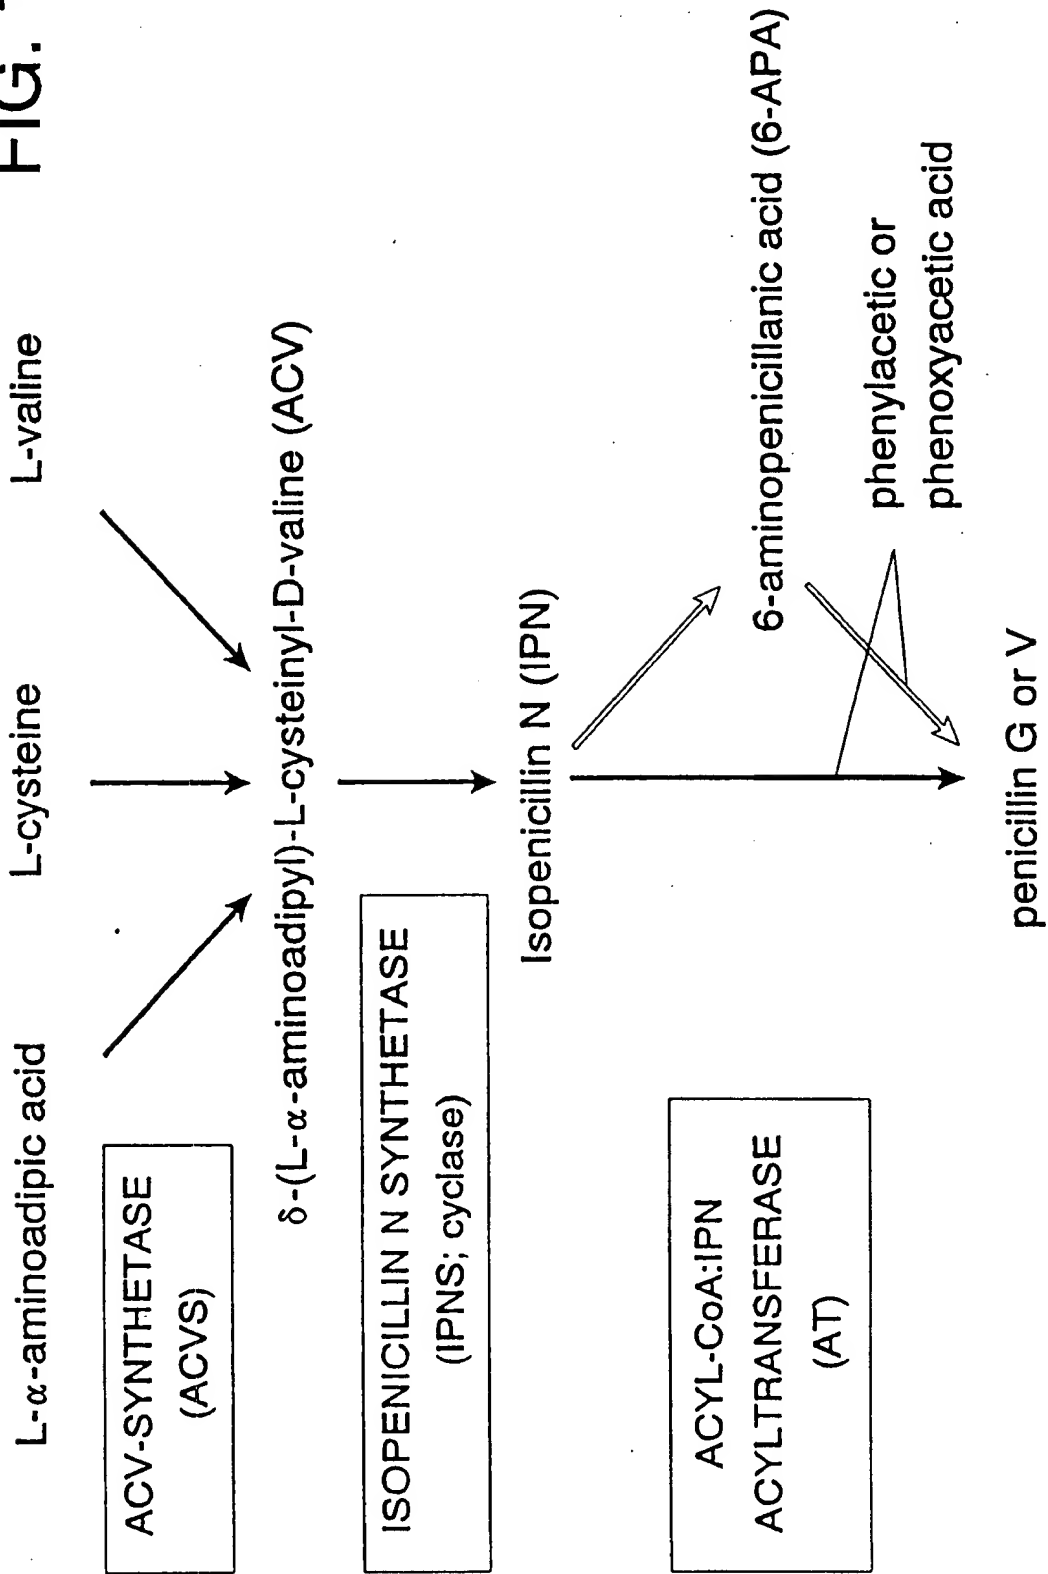 FIG.
L-α-aminoadipic acid
L-cysteine
L-valine
ACV-SYNTHETASE
(ACVS)
δ-(L-α-aminoadipyl)-L-cysteinyl-D-valine (ACV)
ISOPENICILLIN N SYNTHETASE
(IPNS; cyclase)
Isopenicillin N (IPN)
ACYL-CoA:IPN
ACYLTRANSFERASE
(AT)
6-aminopenicillanic acid (6-APA)
phenylacetic or
phenoxyacetic acid
penicillin G or V